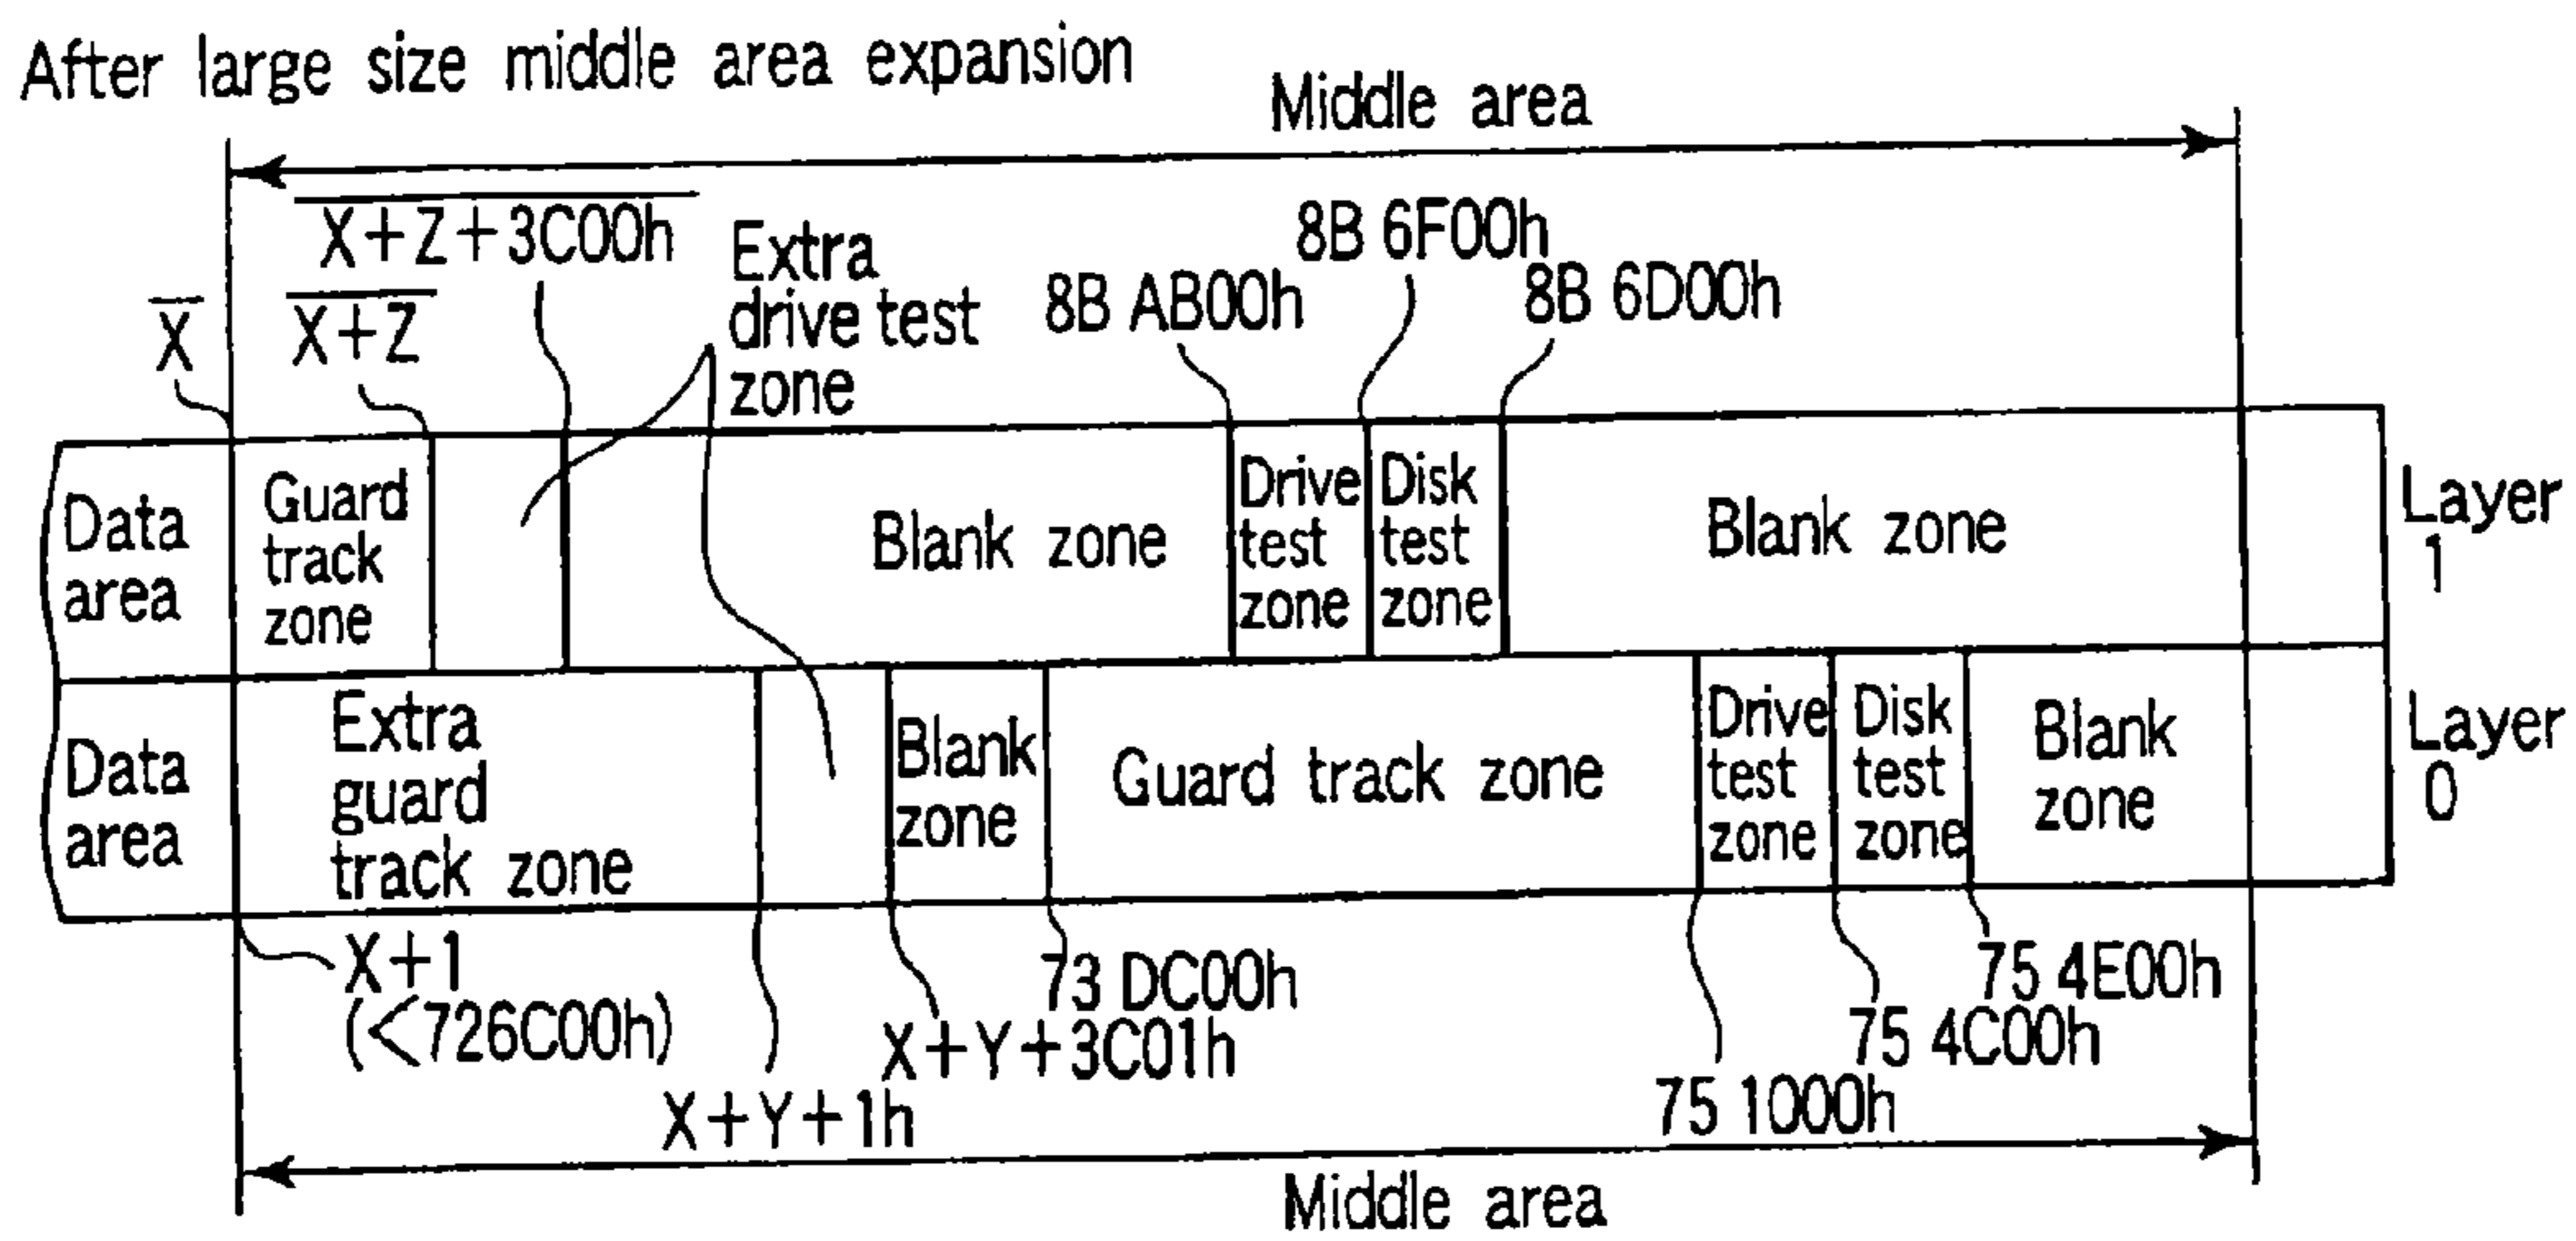 After large size middle area expansion
Middle area
X+Z+3C00h
Extra
drive test
zone
8B 6F00h
8B AB00h
8B 6D00h
X
X+Z
Data
area
Guard
track
zone
Blank zone
Drive
test
zone
Disk
test
zone
Blank zone
Layer
1
Data
area
Extra
guard
track zone
Blank
zone
Guard track zone
Drive
test
zone
Disk
test
zone
Blank
zone
Layer
0
X+1
(<726C00h)
73 DC00h
75 4E00h
X+Y+3C01h
75 4C00h
X+Y+1h
75 1000h
Middle area